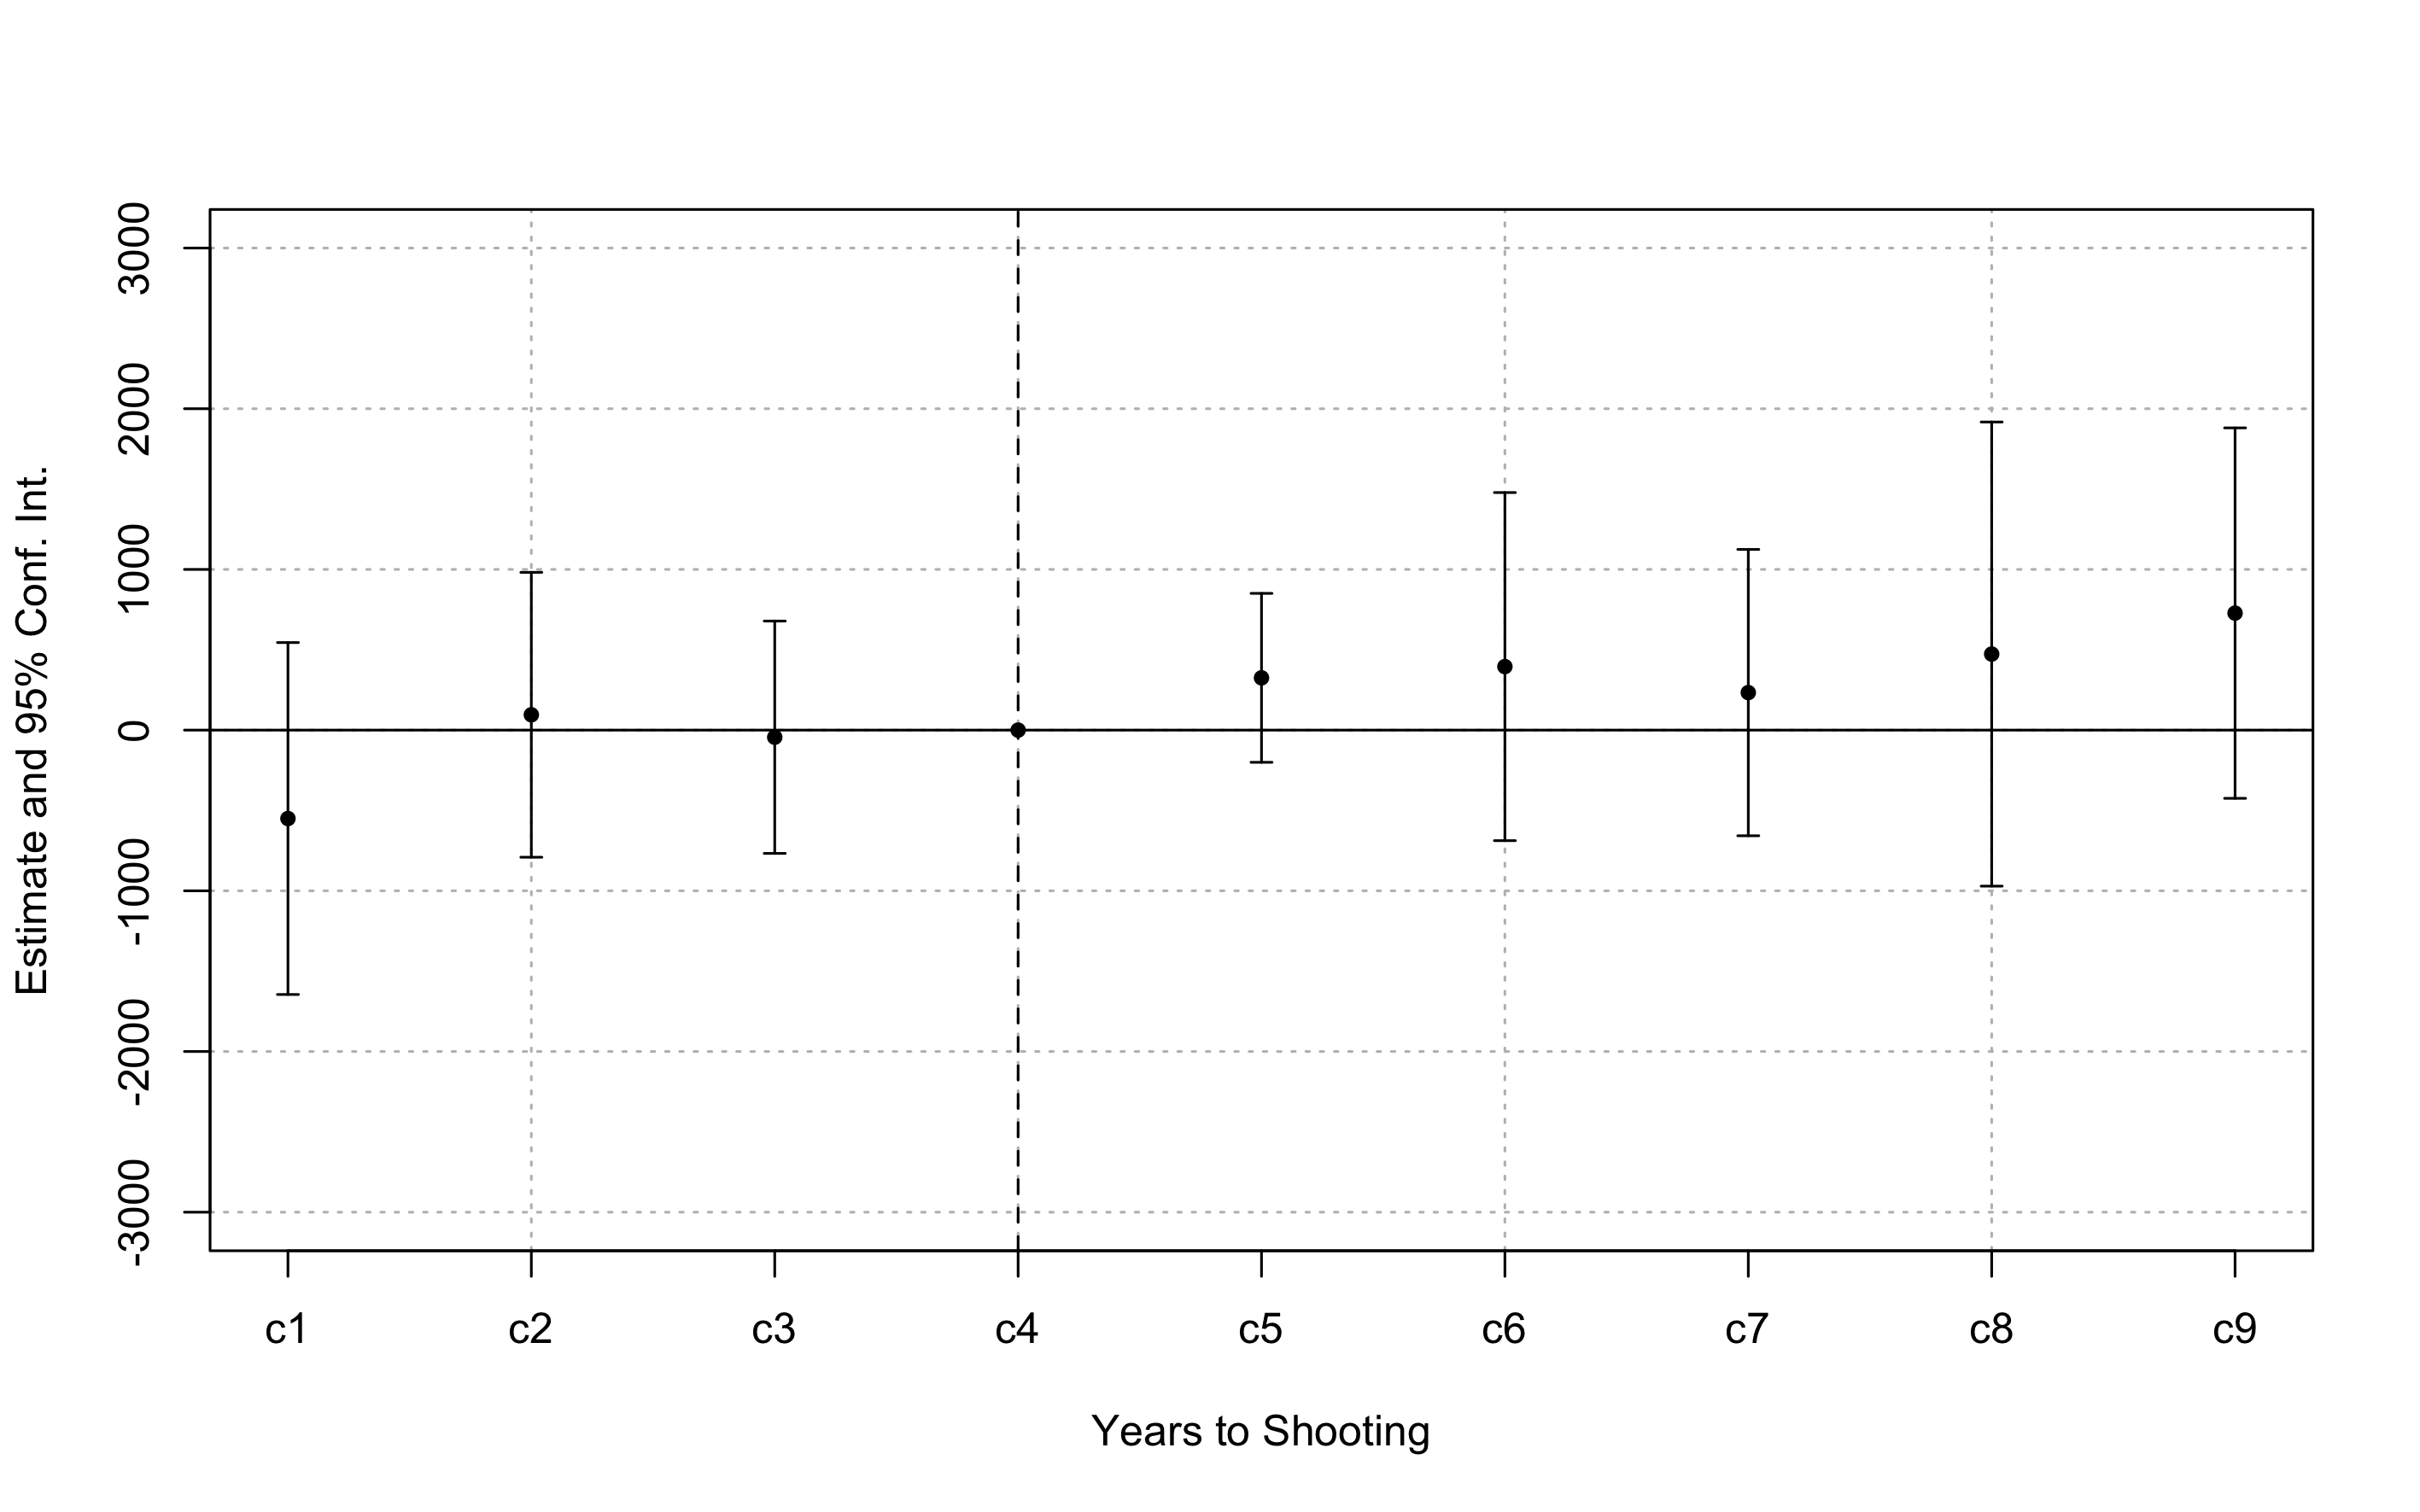 Estimate and 95% Conf. Int.
3000
2000
1000
0
-1000
-2000
-3000
c1 c2 c3 c4 c5 c6 c7 c8 c9
Years to Shooting